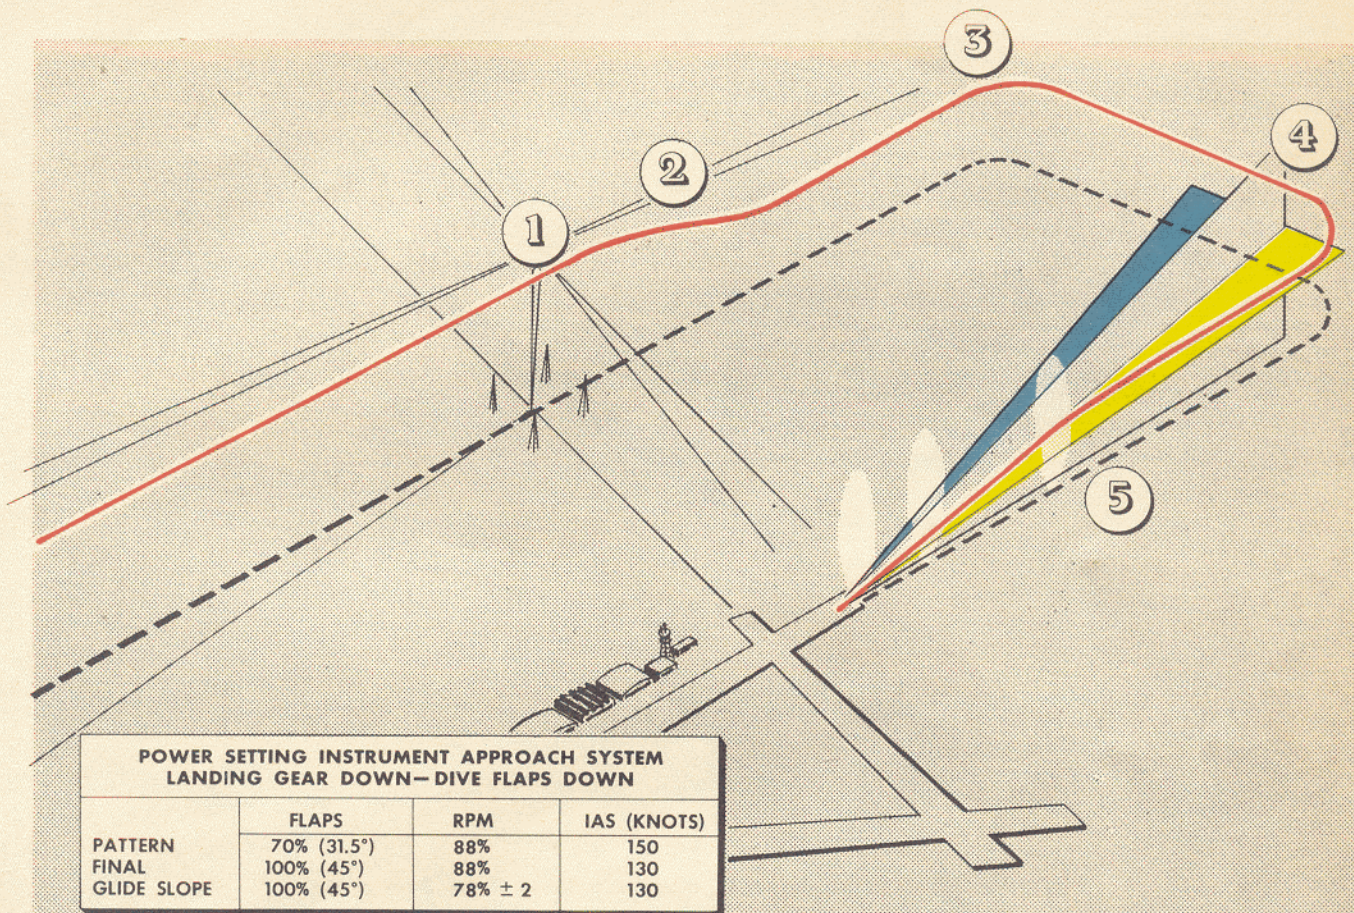 3
4
2
1
5
POWER SETTING INSTRUMENT APPROACH SYSTEM
LANDING GEAR DOWN—DIVE FLAPS DOWN
FLAPS RPM IAS (KNOTS)
PATTERN 70% (31.5°) 88% 150
FINAL 100% (45°) 88% 130
GLIDE SLOPE 100% (45°) 78% ± 2 130